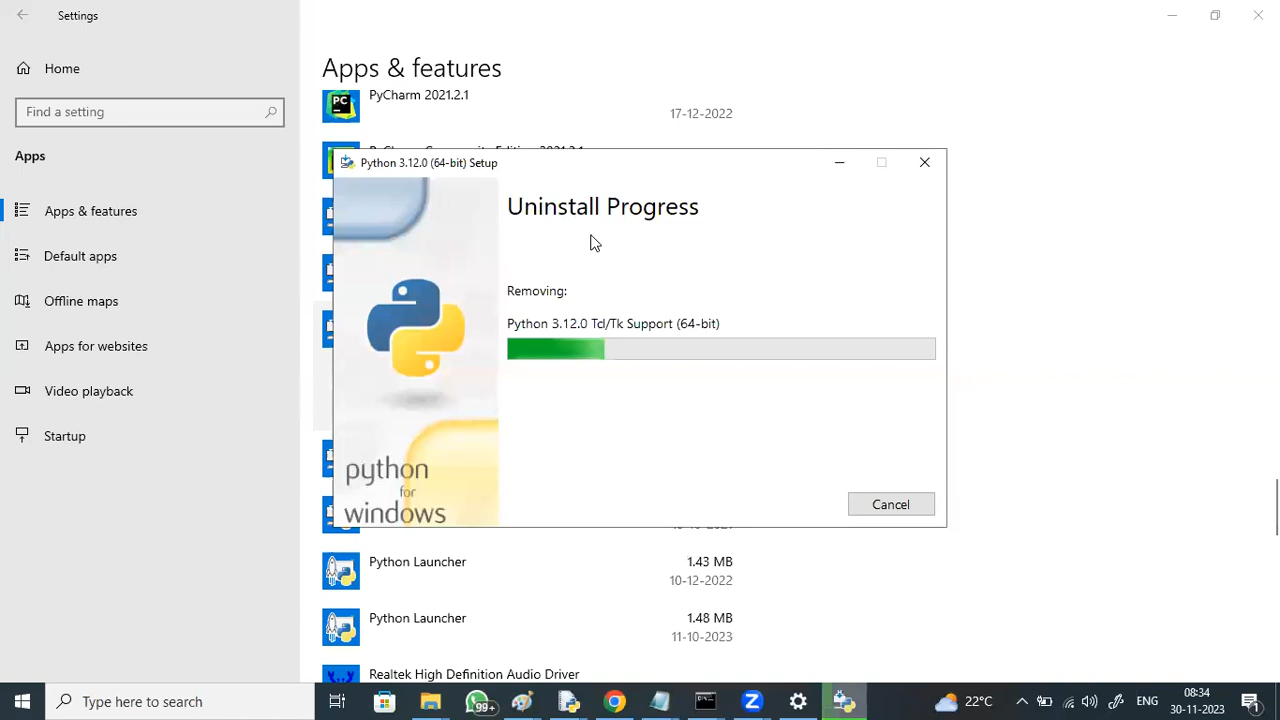 Settings
Home
Find a setting
Apps
Apps & features
Default apps
Offline maps
Apps for websites
Video playback
Startup
Apps & features
PyCharm 2021.2.1
17-12-2022
Python 3.12.0 (64-bit) Setup
Uninstall Progress
Removing:
Python 3.12.0 Tcl/Tk Support (64-bit)
python
for
windows
Cancel
Python Launcher
1.43 MB
10-12-2022
Python Launcher
1.48 MB
11-10-2023
Realtek High Definition Audio Driver
Type here to search
99+
22°C
ENG
08:34
30-11-2023
1